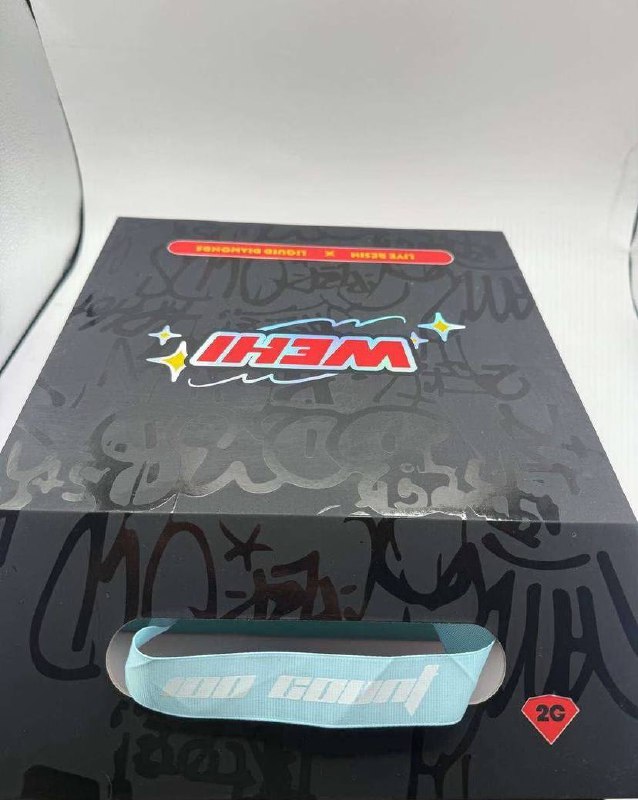 LIVE RESIN X LIQUID DIAMONDS
WEHI
100 COUNT
2G